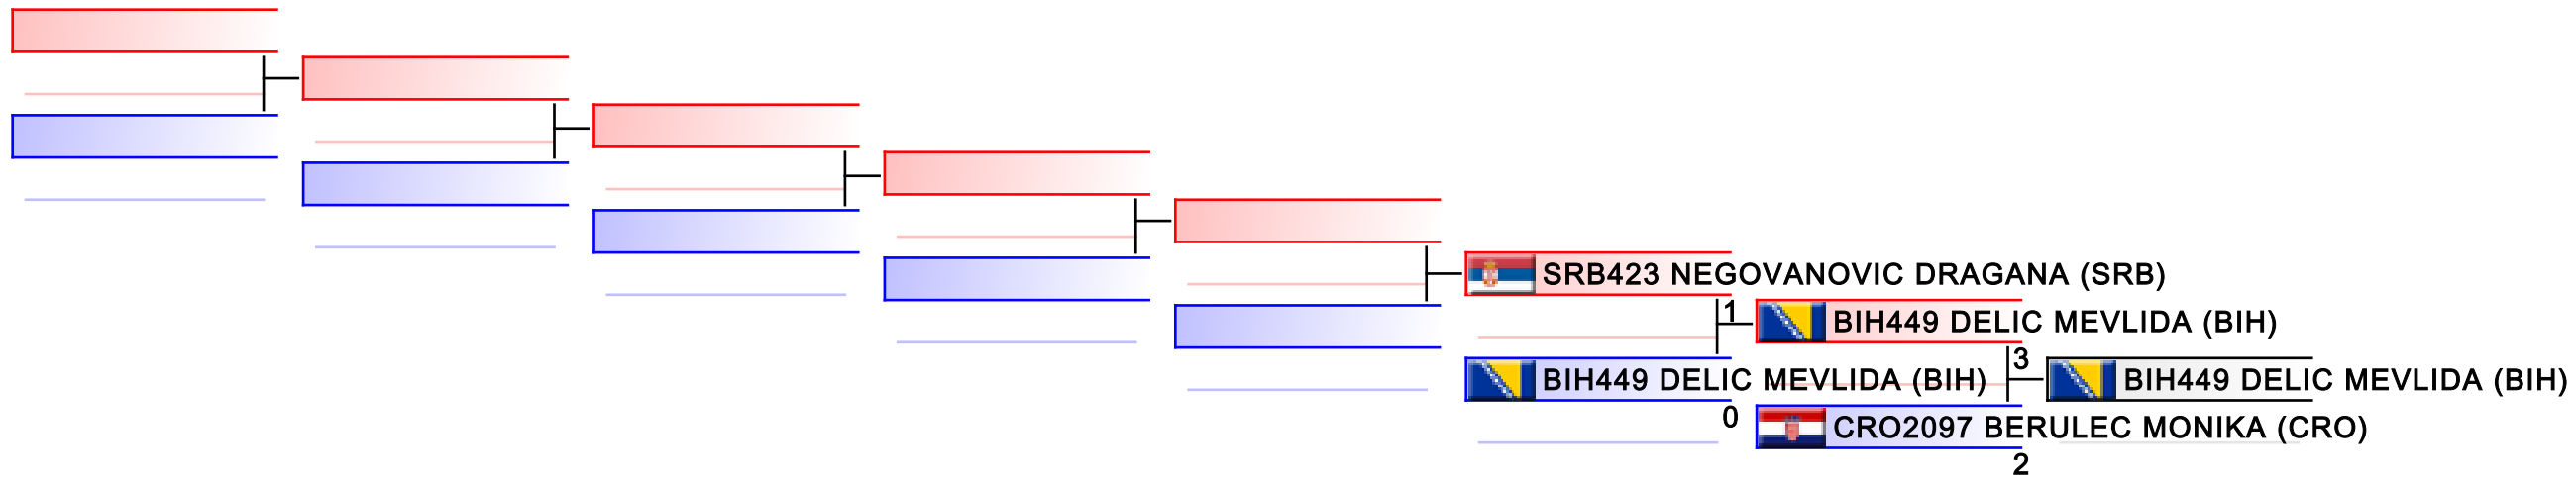 SRB423 NEGOVANOVIC DRAGANA (SRB)
1
BIH449 DELIC MEVLIDA (BIH)
3
BIH449 DELIC MEVLIDA (BIH)
BIH449 DELIC MEVLIDA (BIH)
0
CRO2097 BERULEC MONIKA (CRO)
2